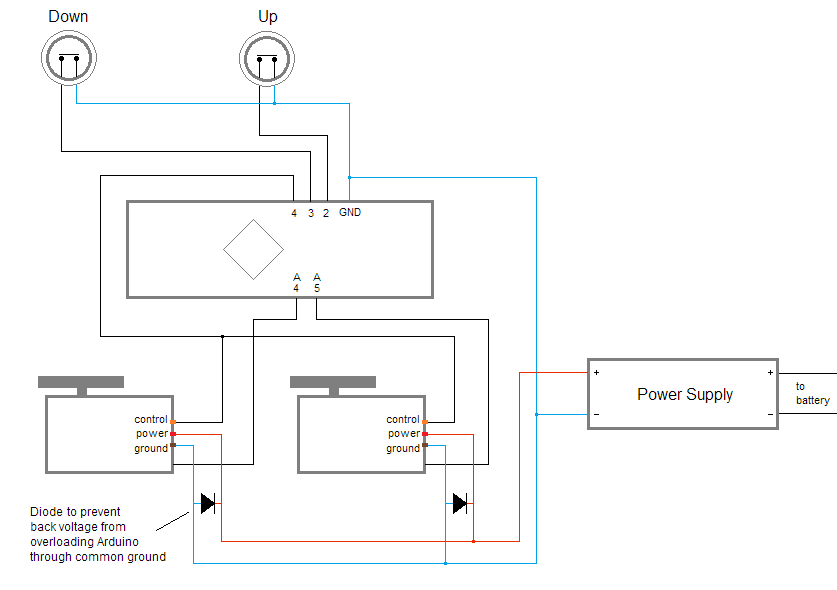 Down
Up
4 3 2 GND
A A
4 5
+ +
Power Supply
to
battery
− −
control
power
ground
control
power
ground
Diode to prevent
back voltage from
overloading Arduino
through common ground